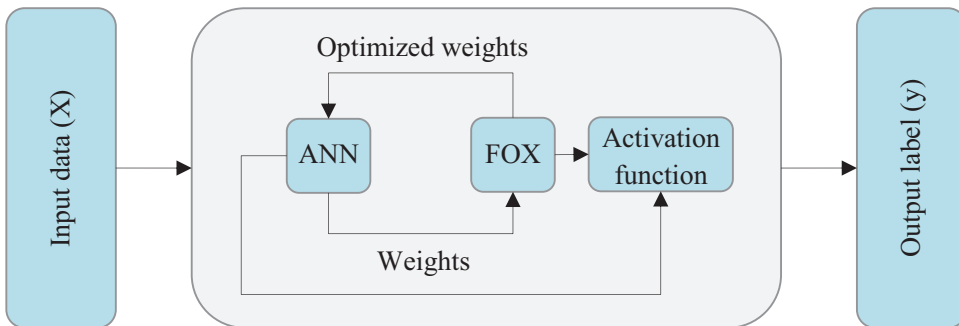 Input data (X)
Optimized weights
ANN
FOX
Activation
function
Weights
Output label (y)